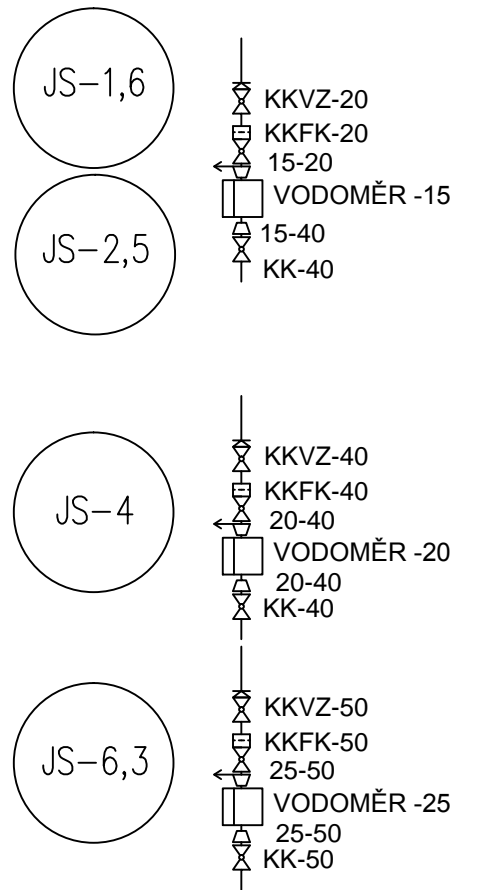 JS-1,6
KKVZ-20
KKFK-20
15-20
VODOMĚR -15
JS-2,5
15-40
KK-40
JS-4
KKVZ-40
KKFK-40
20-40
VODOMĚR -20
20-40
KK-40
JS-6,3
KKVZ-50
KKFK-50
25-50
VODOMĚR -25
25-50
KK-50